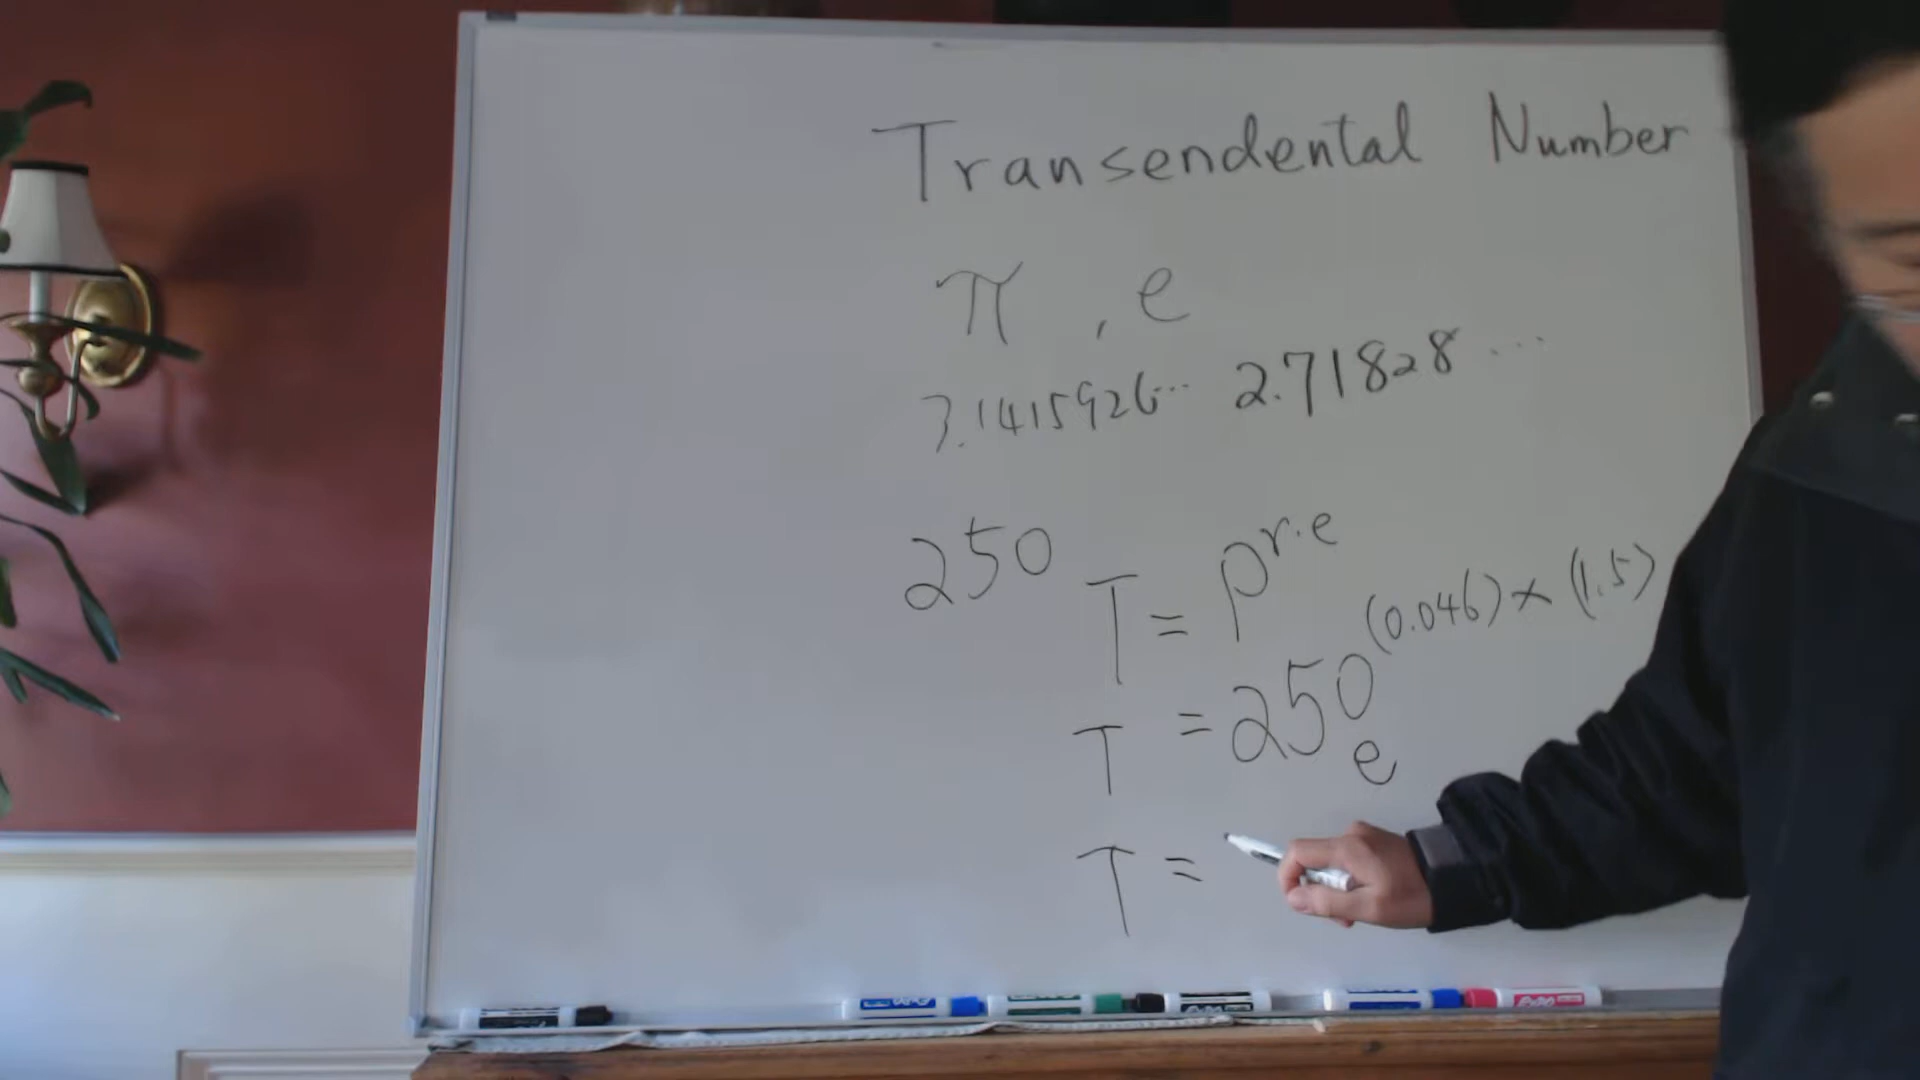 Transendental Number
π , e
3.1415926... 2.71828...
250
T = P^{r·e}
T = 250^{(0.046)×(1.5)}
e
T =